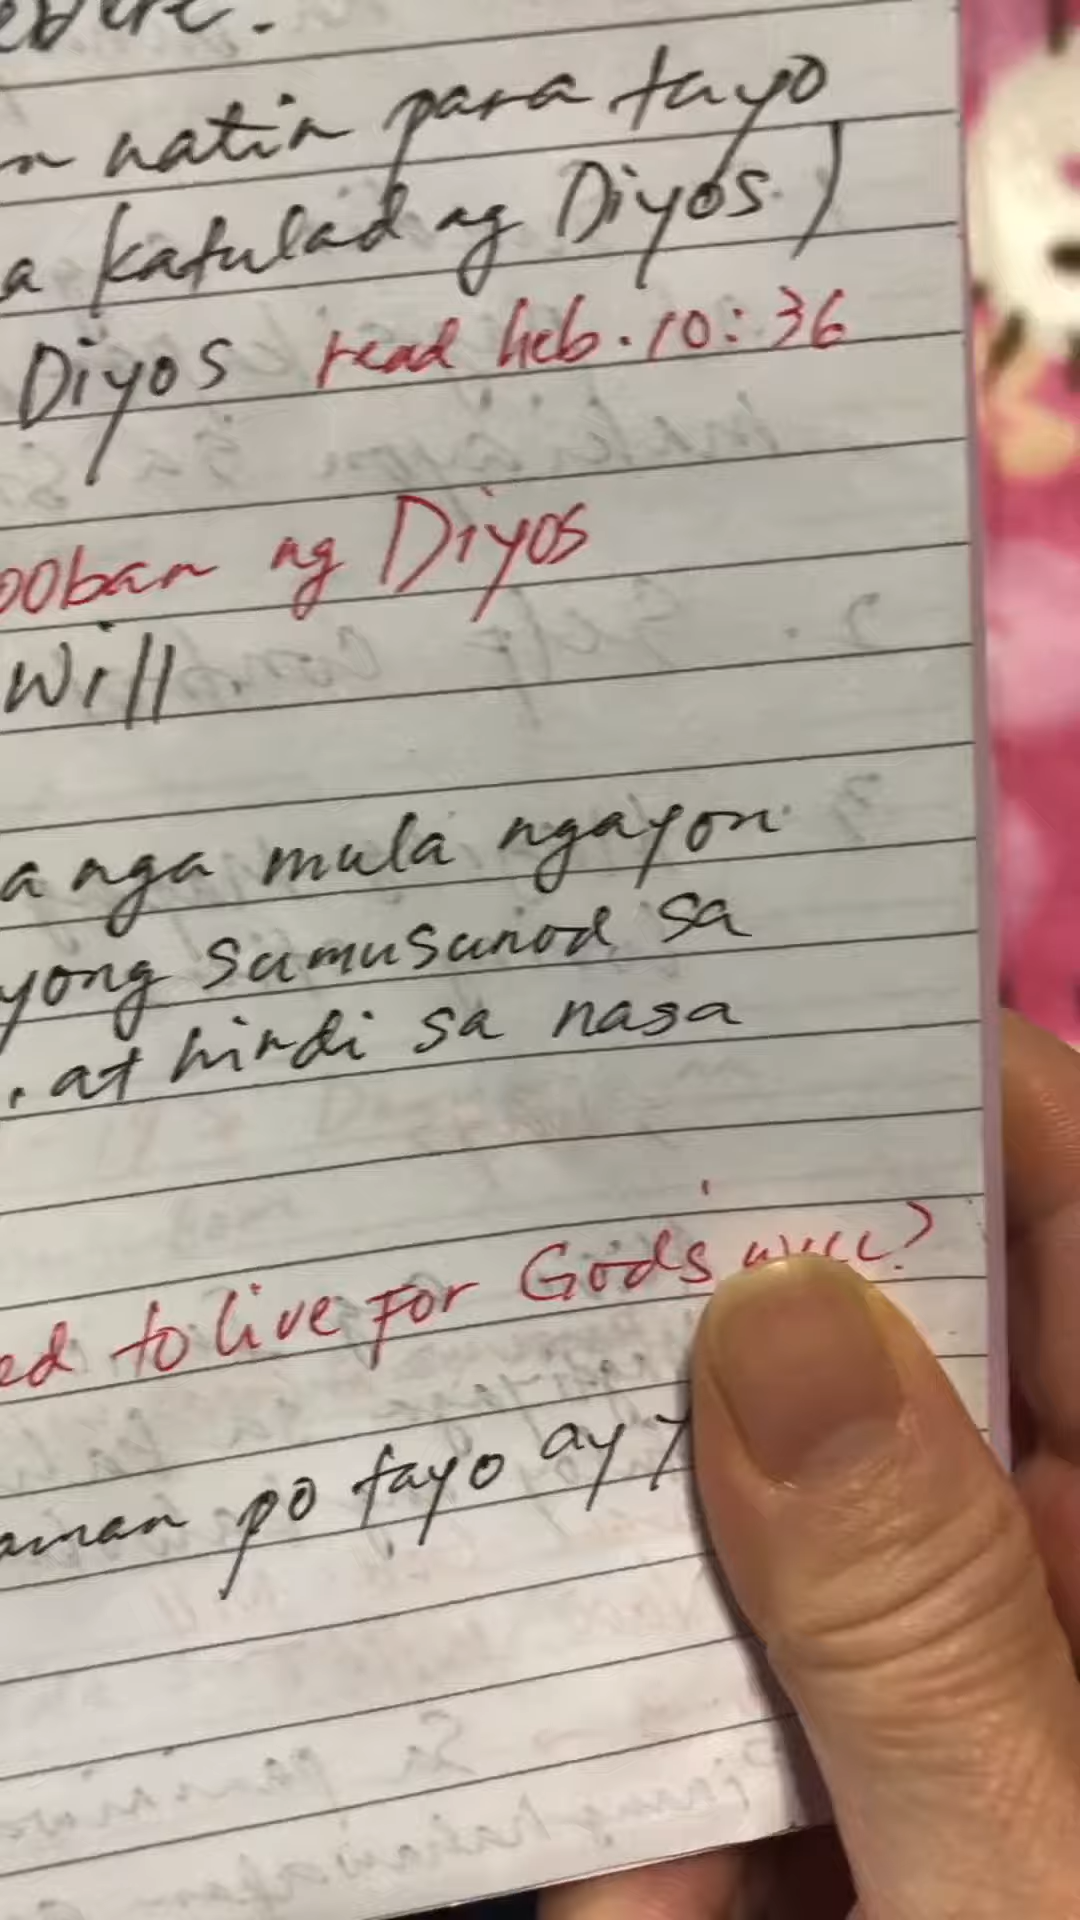 natin para tayo
a katulad ng Diyos)
Diyos read heb. 10:36
ooban ng Diyos
Will
a nga mula ngayon
yong sumusunod sa
. at hindi sa nasa
ed to live For Gods will?
aman po tayo ay y